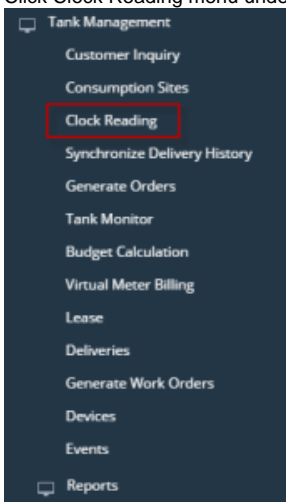 Click Clock Reading menu unde
Tank Management
Customer Inquiry
Consumption Sites
Clock Reading
Synchronize Delivery History
Generate Orders
Tank Monitor
Budget Calculation
Virtual Meter Billing
Lease
Deliveries
Generate Work Orders
Devices
Events
Reports